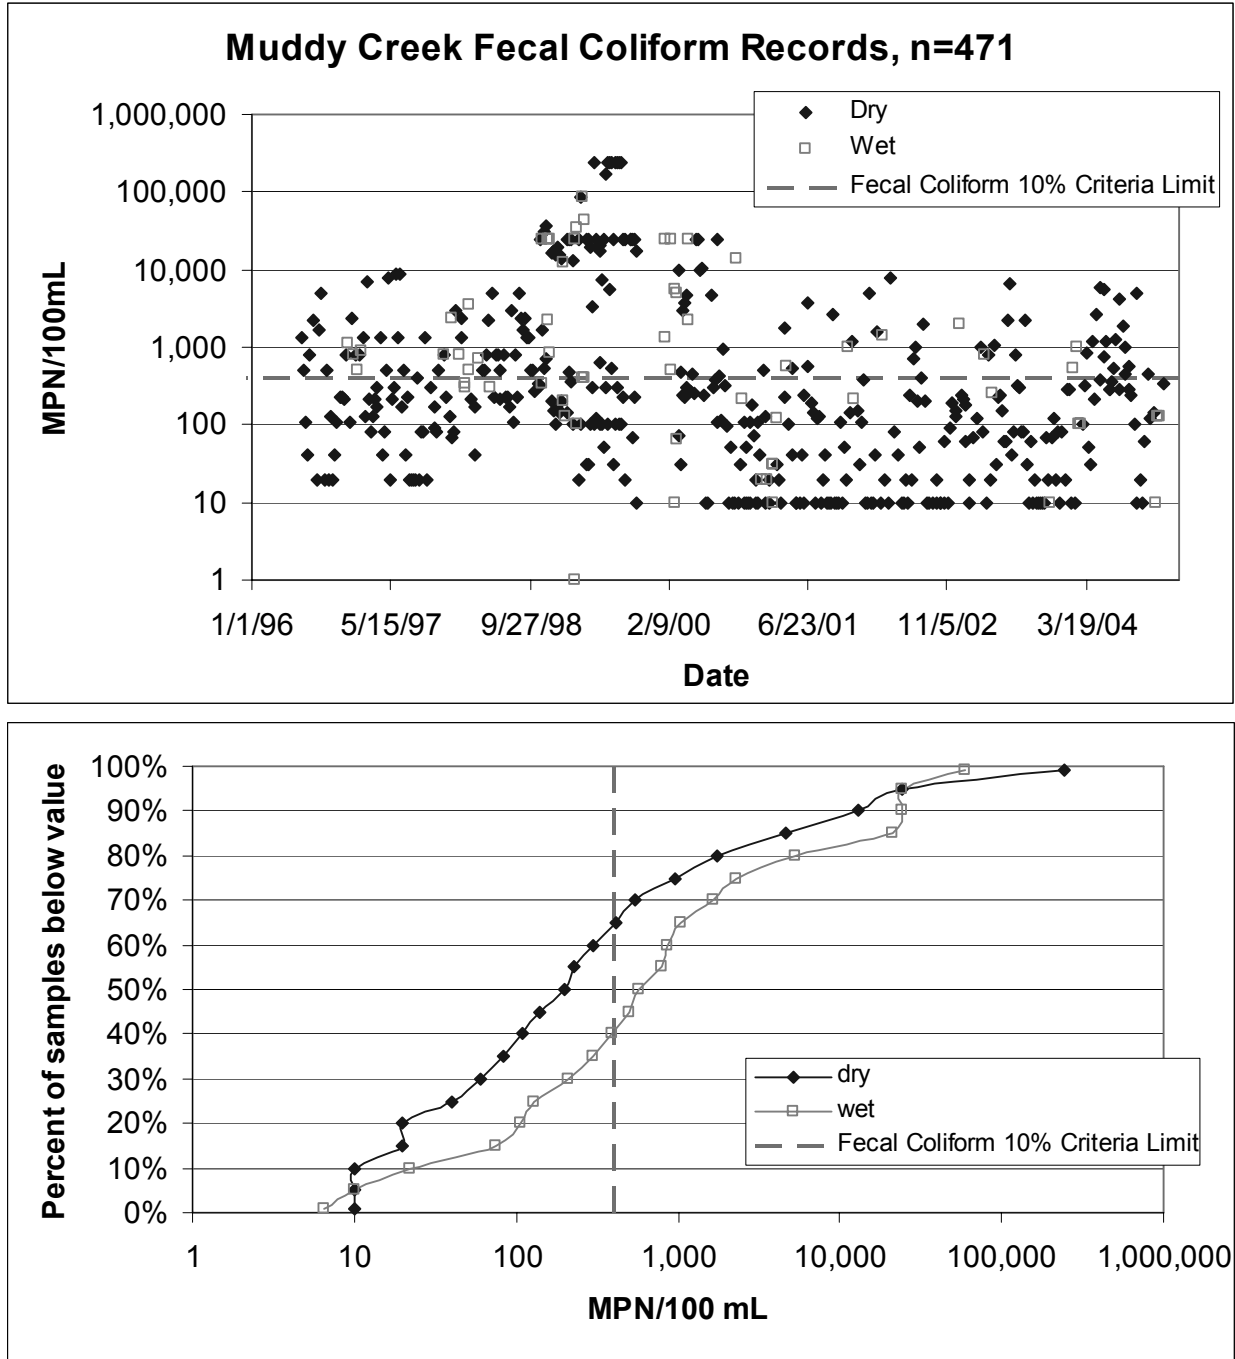 Muddy Creek Fecal Coliform Records, n=471
Dry
Wet
Fecal Coliform 10% Criteria Limit
MPN/100mL
1,000,000
100,000
10,000
1,000
100
10
1
1/1/96 5/15/97 9/27/98 2/9/00 6/23/01 11/5/02 3/19/04
Date
Percent of samples below value
100%
90%
80%
70%
60%
50%
40%
30%
20%
10%
0%
dry
wet
Fecal Coliform 10% Criteria Limit
1 10 100 1,000 10,000 100,000 1,000,000
MPN/100 mL